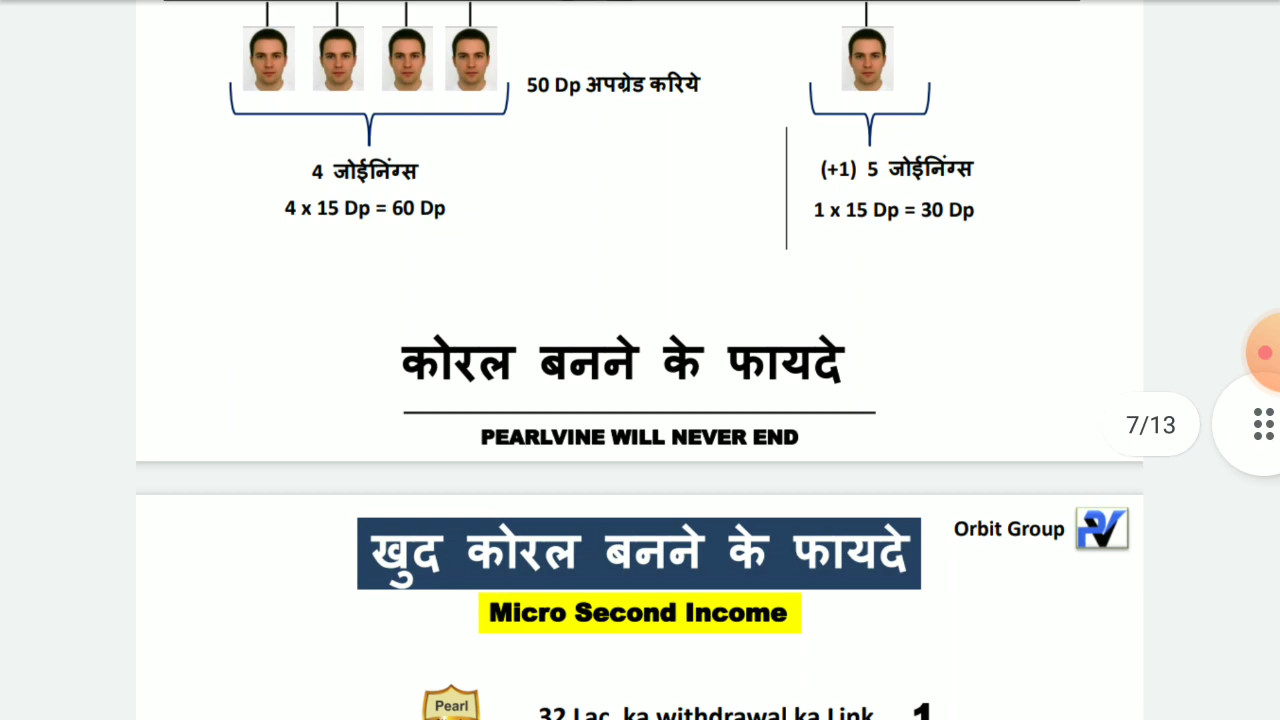 50 Dp अपग्रेड करिये
4 जोईनिंग्स
4 x 15 Dp = 60 Dp
(+1) 5 जोईनिंग्स
1 x 15 Dp = 30 Dp
कोरल बनने के फायदे
PEARLVINE WILL NEVER END
7/13
Orbit Group
खुद कोरल बनने के फायदे
Micro Second Income
Pearl
32 Lac ka withdrawal ka Link
1